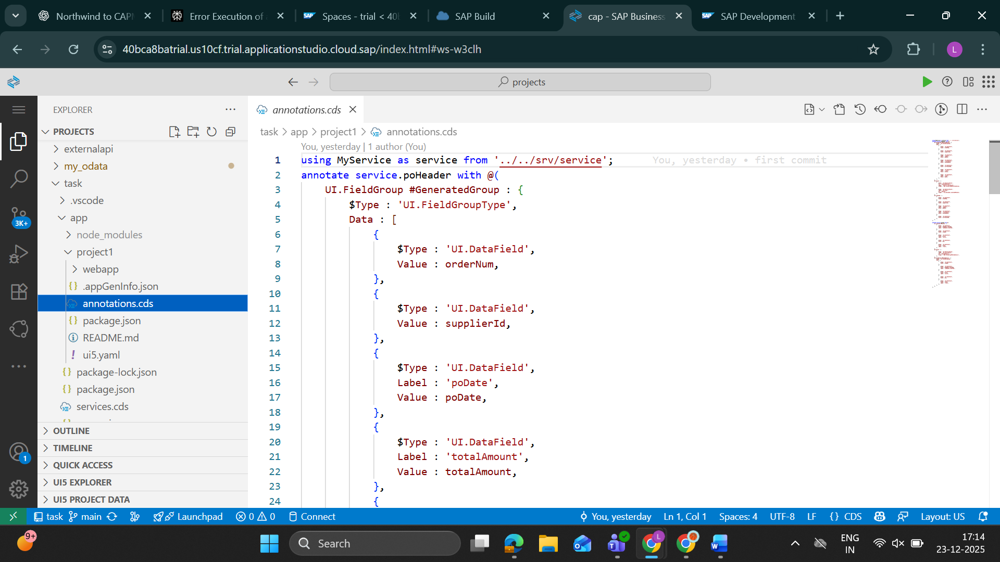 Northwind to CAPM
Error Execution of
SAP Spaces - trial < 40
SAP Build
cap - SAP Business
SAP SAP Development
40bca8batrial.us10cf.trial.applicationstudio.cloud.sap/index.html#ws-w3clh
L
projects
EXPLORER
annotations.cds
PROJECTS
task > app > project1 > annotations.cds
externalapi
my_odata
task
.vscode
app
node_modules
project1
webapp
{} .appGenInfo.json
annotations.cds
{} package.json
README.md
! ui5.yaml
{} package-lock.json
{} package.json
services.cds
OUTLINE
TIMELINE
QUICK ACCESS
UI5 EXPLORER
UI5 PROJECT DATA
3K+
1
You, yesterday | 1 author (You)
1 using MyService as service from '../../srv/service'; You, yesterday • first commit
2 annotate service.poHeader with @(
3 UI.FieldGroup #GeneratedGroup : {
4 $Type : 'UI.FieldGroupType',
5 Data : [
6 {
7 $Type : 'UI.DataField',
8 Value : orderNum,
9 },
10 {
11 $Type : 'UI.DataField',
12 Value : supplierId,
13 },
14 {
15 $Type : 'UI.DataField',
16 Label : 'poDate',
17 Value : poDate,
18 },
19 {
20 $Type : 'UI.DataField',
21 Label : 'totalAmount',
22 Value : totalAmount,
23 },
24 {
task main Launchpad 0 0 Connect You, yesterday Ln 1, Col 1 Spaces: 4 UTF-8 LF {} CDS Layout: US
9+
Search
L
ENG
IN
17:14
23-12-2025